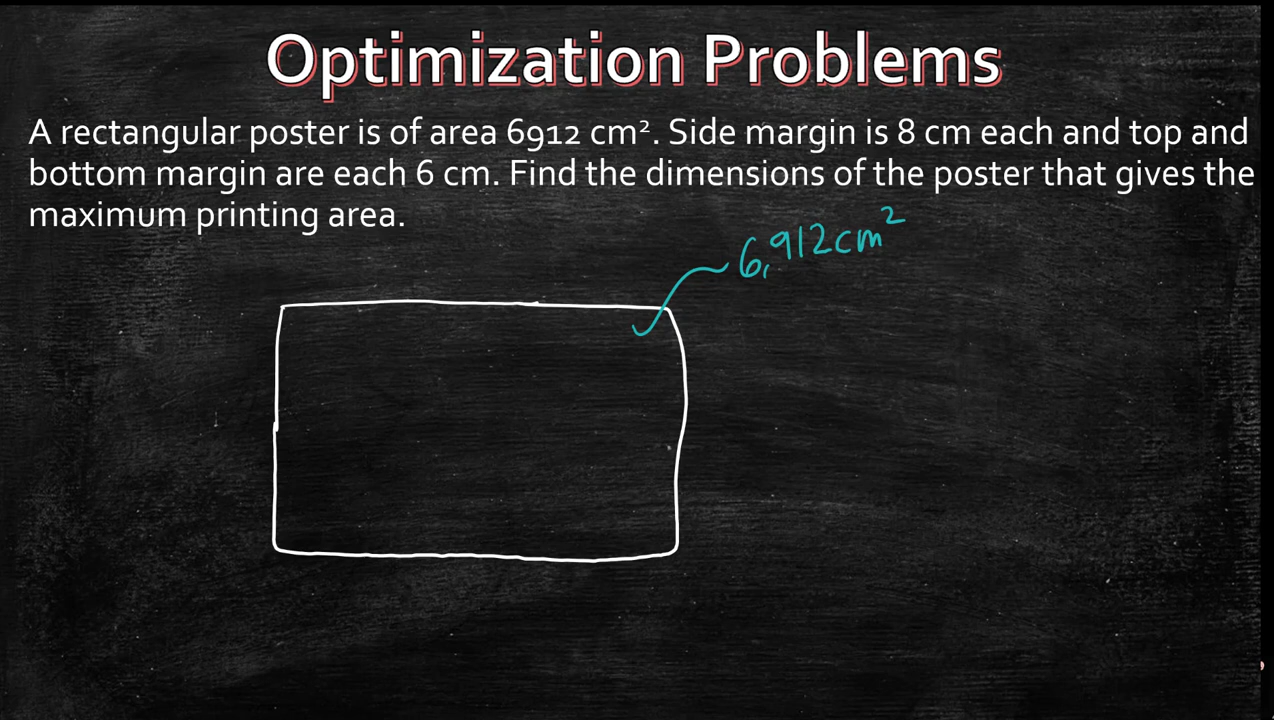 Optimization Problems
A rectangular poster is of area 6912 cm². Side margin is 8 cm each and top and
bottom margin are each 6 cm. Find the dimensions of the poster that gives the
maximum printing area.
6,912cm²